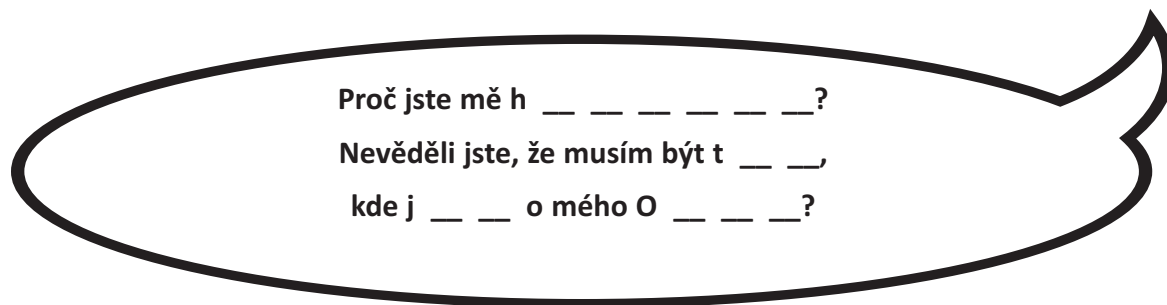 Proč jste mě h __ __ __ __ __ __?
Nevěděli jste, že musím být t __ __,
kde j __ __ o mého O __ __ __?